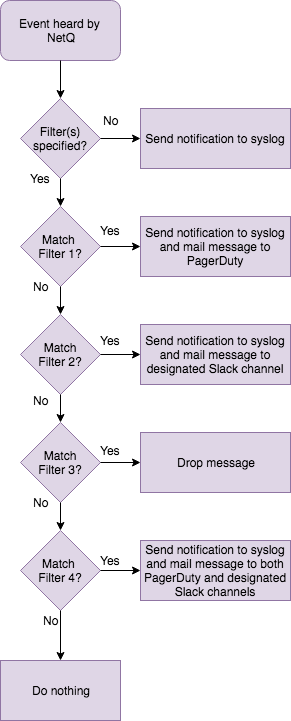 Event heard by
NetQ
Filter(s)
specified?
No
Send notification to syslog
Yes
Match
Filter 1?
Yes
Send notification to syslog
and mail message to
PagerDuty
No
Match
Filter 2?
Yes
Send notification to syslog
and mail message to
designated Slack channel
No
Match
Filter 3?
Yes
Drop message
No
Match
Filter 4?
Yes
Send notification to syslog
and mail message to both
PagerDuty and designated
Slack channels
No
Do nothing